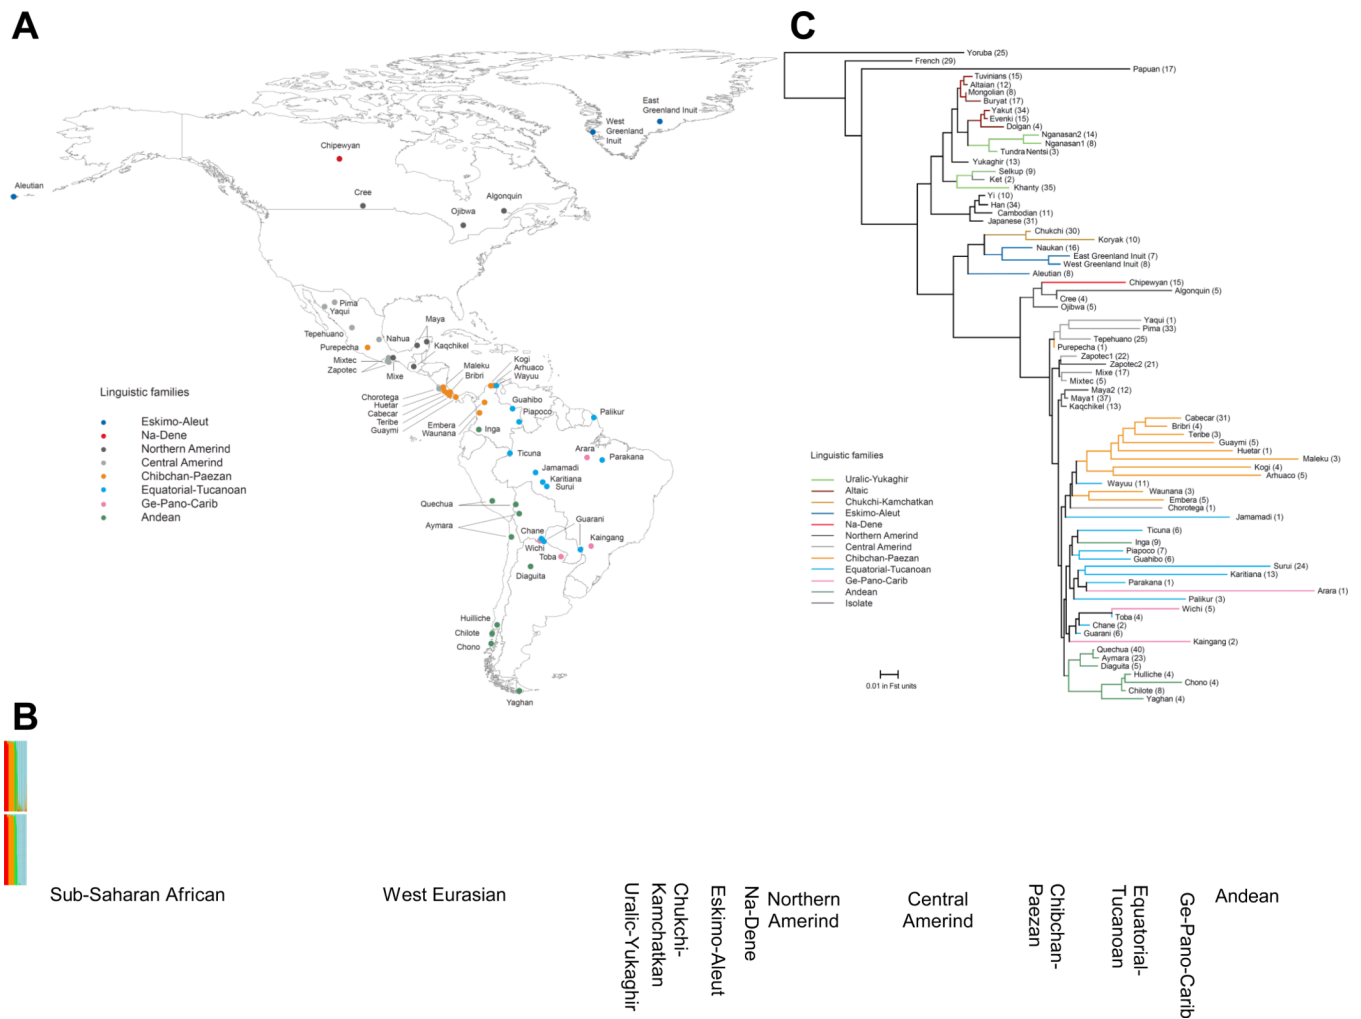 A
Aleutian
Chipewyan
Cree
Ojibwa
Algonquin
West
Greenland
Inuit
East
Greenland Inuit
Pima
Yaqui
Tepehuano
Purepecha
Nahua
Maya
Kaqchikel
Mixtec
Zapotec
Mixe
Maleku
Bribri
Kogi
Arhuaco
Wayuu
Chorotega
Huetar
Cabecar
Teribe
Guaymi
Embera
Waunana
Guahibo
Piapoco
Palikur
Inga
Ticuna
Arara
Parakana
Jamamadi
Karitiana
Surui
Quechua
Aymara
Chane
Guarani
Wichi
Toba
Kaingang
Diaguita
Huilliche
Chilote
Chono
Yaghan
Linguistic families
Eskimo-Aleut
Na-Dene
Northern Amerind
Central Amerind
Chibchan-Paezan
Equatorial-Tucanoan
Ge-Pano-Carib
Andean
C
Yoruba (25)
French (29)
Papuan (17)
Tuvinians (15)
Altaian (12)
Mongolian (8)
Buryat (17)
Yakut (34)
Evenki (15)
Dolgan (4)
Nganasan2 (14)
Nganasan1 (8)
Tundra Nentsi (3)
Yukaghir (13)
Selkup (9)
Ket (2)
Khanty (35)
Yi (10)
Han (34)
Cambodian (11)
Japanese (31)
Chukchi (30)
Koryak (10)
Naukan (16)
East Greenland Inuit (7)
West Greenland Inuit (8)
Aleutian (8)
Chipewyan (15)
Algonquin (5)
Cree (4)
Ojibwa (5)
Yaqui (1)
Pima (33)
Tepehuano (25)
Purepecha (1)
Zapotec1 (22)
Zapotec2 (21)
Mixe (17)
Mixtec (5)
Maya2 (12)
Maya1 (37)
Kaqchikel (13)
Cabecar (31)
Bribri (4)
Teribe (3)
Guaymi (5)
Huetar (1)
Maleku (3)
Kogi (4)
Arhuaco (5)
Wayuu (11)
Waunana (3)
Embera (5)
Chorotega (1)
Jamamadi (1)
Ticuna (6)
Inga (9)
Piapoco (7)
Guahibo (6)
Surui (24)
Karitiana (13)
Parakana (1)
Arara (1)
Palikur (3)
Wichi (5)
Toba (4)
Chane (2)
Guarani (6)
Kaingang (2)
Quechua (40)
Aymara (23)
Diaguita (5)
Hulliche (4)
Chono (4)
Chilote (8)
Yaghan (4)
Linguistic families
Uralic-Yukaghir
Altaic
Chukchi-Kamchatkan
Eskimo-Aleut
Na-Dene
Northern Amerind
Central Amerind
Chibchan-Paezan
Equatorial-Tucanoan
Ge-Pano-Carib
Andean
Isolate
0.01 in Fst units
B
Sub-Saharan African
West Eurasian
Uralic-Yukaghir
Chukchi-
Kamchatkan
Eskimo-Aleut
Na-Dene
Northern
Amerind
Central
Amerind
Chibchan-
Paezan
Equatorial-
Tucanoan
Ge-Pano-Carib
Andean